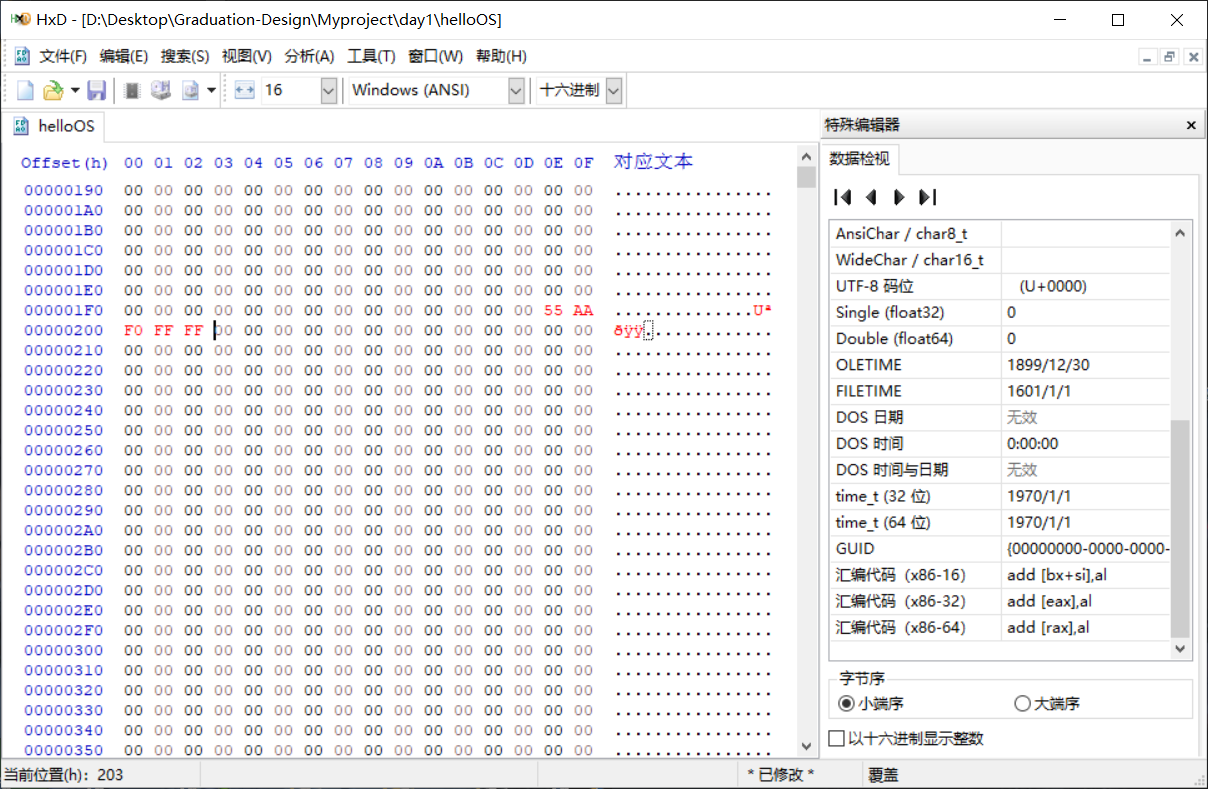 HxD - [D:\Desktop\Graduation-Design\Myproject\day1\helloOS]
文件(F) 编辑(E) 搜索(S) 视图(V) 分析(A) 工具(T) 窗口(W) 帮助(H)
16 Windows (ANSI) 十六进制
helloOS
Offset(h) 00 01 02 03 04 05 06 07 08 09 0A 0B 0C 0D 0E 0F 对应文本
00000190 00 00 00 00 00 00 00 00 00 00 00 00 00 00 00 00 ................
000001A0 00 00 00 00 00 00 00 00 00 00 00 00 00 00 00 00 ................
000001B0 00 00 00 00 00 00 00 00 00 00 00 00 00 00 00 00 ................
000001C0 00 00 00 00 00 00 00 00 00 00 00 00 00 00 00 00 ................
000001D0 00 00 00 00 00 00 00 00 00 00 00 00 00 00 00 00 ................
000001E0 00 00 00 00 00 00 00 00 00 00 00 00 00 00 00 00 ................
000001F0 00 00 00 00 00 00 00 00 00 00 00 00 00 00 55 AA ..............Uª
00000200 F0 FF FF 00 00 00 00 00 00 00 00 00 00 00 00 00 ðÿÿ.............
00000210 00 00 00 00 00 00 00 00 00 00 00 00 00 00 00 00 ................
00000220 00 00 00 00 00 00 00 00 00 00 00 00 00 00 00 00 ................
00000230 00 00 00 00 00 00 00 00 00 00 00 00 00 00 00 00 ................
00000240 00 00 00 00 00 00 00 00 00 00 00 00 00 00 00 00 ................
00000250 00 00 00 00 00 00 00 00 00 00 00 00 00 00 00 00 ................
00000260 00 00 00 00 00 00 00 00 00 00 00 00 00 00 00 00 ................
00000270 00 00 00 00 00 00 00 00 00 00 00 00 00 00 00 00 ................
00000280 00 00 00 00 00 00 00 00 00 00 00 00 00 00 00 00 ................
00000290 00 00 00 00 00 00 00 00 00 00 00 00 00 00 00 00 ................
000002A0 00 00 00 00 00 00 00 00 00 00 00 00 00 00 00 00 ................
000002B0 00 00 00 00 00 00 00 00 00 00 00 00 00 00 00 00 ................
000002C0 00 00 00 00 00 00 00 00 00 00 00 00 00 00 00 00 ................
000002D0 00 00 00 00 00 00 00 00 00 00 00 00 00 00 00 00 ................
000002E0 00 00 00 00 00 00 00 00 00 00 00 00 00 00 00 00 ................
000002F0 00 00 00 00 00 00 00 00 00 00 00 00 00 00 00 00 ................
00000300 00 00 00 00 00 00 00 00 00 00 00 00 00 00 00 00 ................
00000310 00 00 00 00 00 00 00 00 00 00 00 00 00 00 00 00 ................
00000320 00 00 00 00 00 00 00 00 00 00 00 00 00 00 00 00 ................
00000330 00 00 00 00 00 00 00 00 00 00 00 00 00 00 00 00 ................
00000340 00 00 00 00 00 00 00 00 00 00 00 00 00 00 00 00 ................
00000350 00 00 00 00 00 00 00 00 00 00 00 00 00 00 00 00 ................
特殊编辑器
数据检视
AnsiChar / char8_t
WideChar / char16_t
UTF-8 码位 (U+0000)
Single (float32) 0
Double (float64) 0
OLETIME 1899/12/30
FILETIME 1601/1/1
DOS 日期 无效
DOS 时间 0:00:00
DOS 时间与日期 无效
time_t (32 位) 1970/1/1
time_t (64 位) 1970/1/1
GUID {00000000-0000-0000-
汇编代码 (x86-16) add [bx+si],al
汇编代码 (x86-32) add [eax],al
汇编代码 (x86-64) add [rax],al
字节序
小端序 大端序
以十六进制显示整数
当前位置(h): 203 * 已修改 * 覆盖